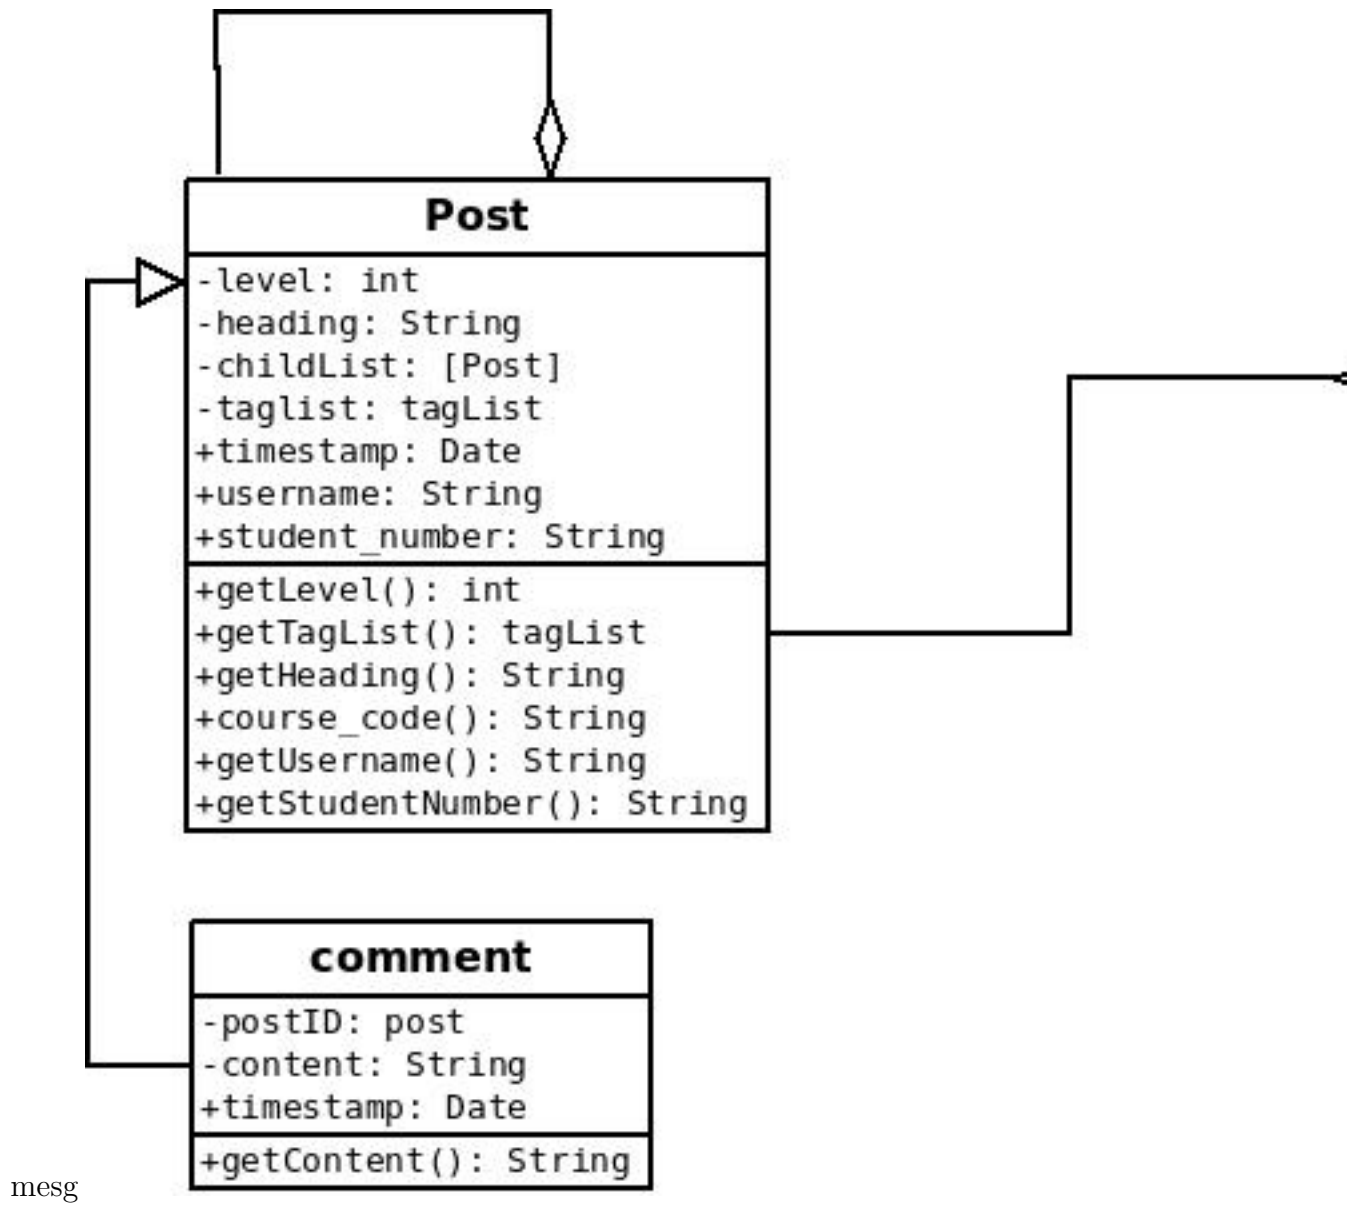 Post
-level: int
-heading: String
-childList: [Post]
-taglist: tagList
+timestamp: Date
+username: String
+student_number: String
+getLevel(): int
+getTagList(): tagList
+getHeading(): String
+course_code(): String
+getUsername(): String
+getStudentNumber(): String
comment
-postID: post
-content: String
+timestamp: Date
+getContent(): String
mesg